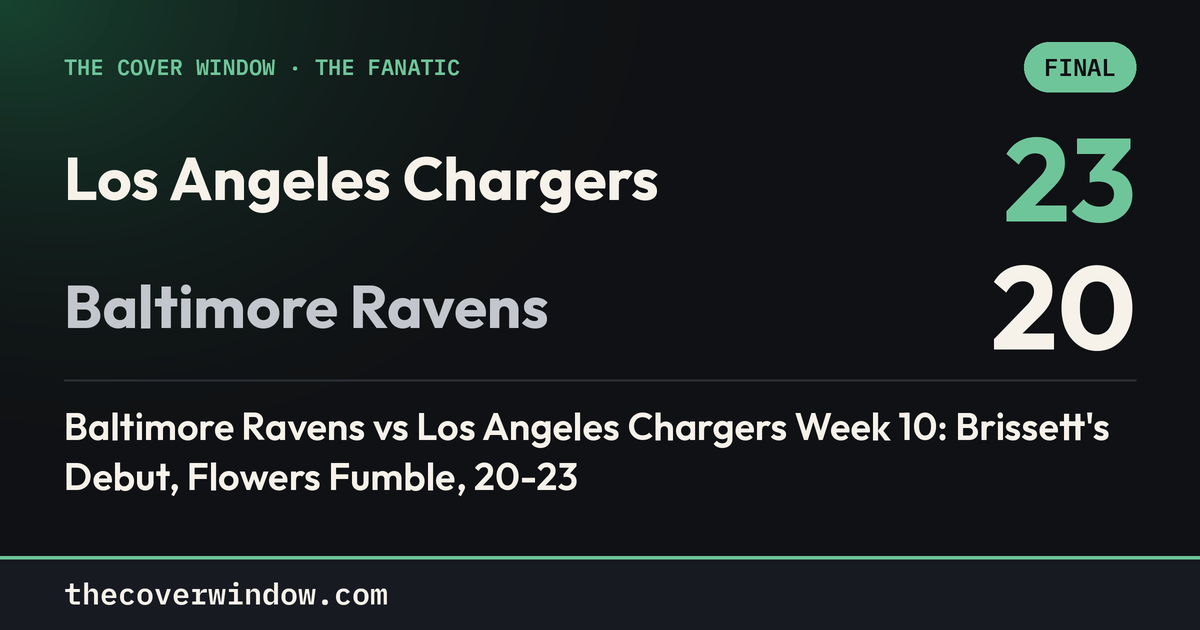 THE COVER WINDOW · THE FANATIC
FINAL
Los Angeles Chargers 23
Baltimore Ravens 20
Baltimore Ravens vs Los Angeles Chargers Week 10: Brissett's
Debut, Flowers Fumble, 20-23
thecoverwindow.com